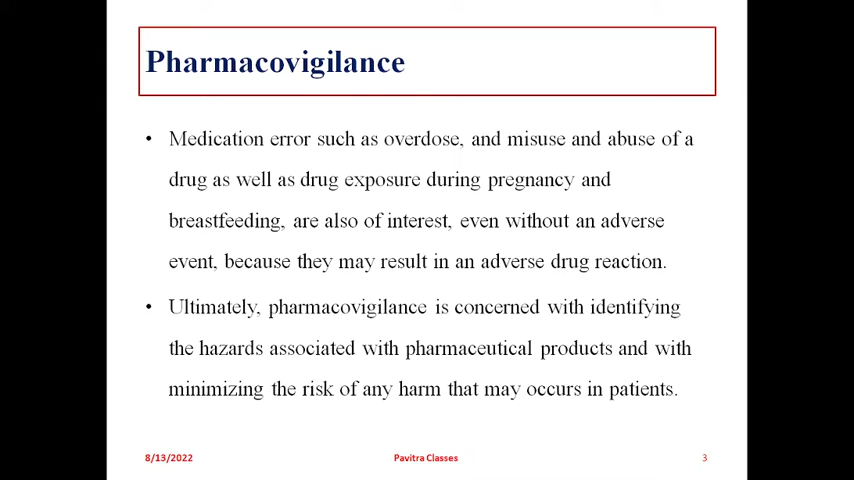 Pharmacovigilance
• Medication error such as overdose, and misuse and abuse of a
drug as well as drug exposure during pregnancy and
breastfeeding, are also of interest, even without an adverse
event, because they may result in an adverse drug reaction.
• Ultimately, pharmacovigilance is concerned with identifying
the hazards associated with pharmaceutical products and with
minimizing the risk of any harm that may occurs in patients.
8/13/2022 Pavitra Classes 3